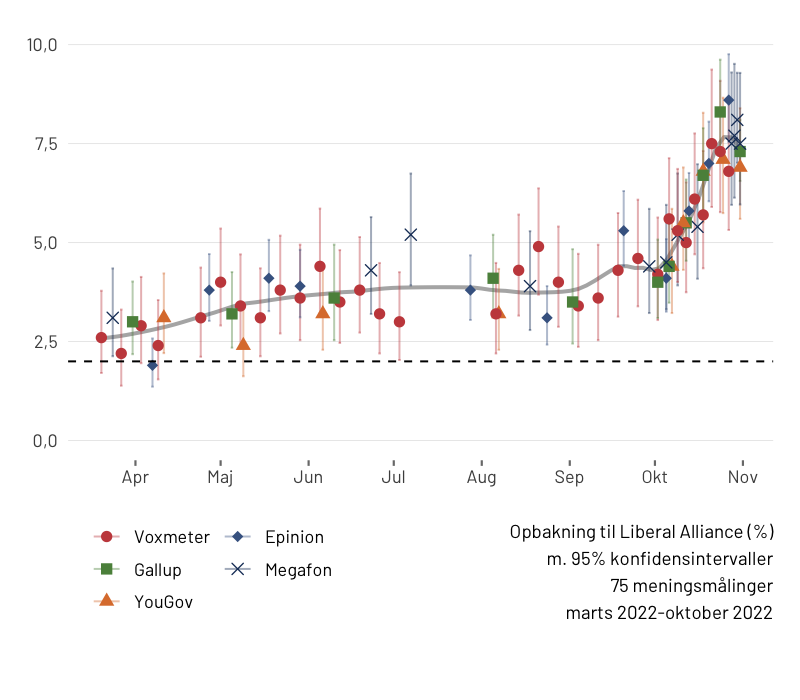 10,0
7,5
5,0
2,5
0,0
Apr Maj Jun Jul Aug Sep Okt Nov
Voxmeter Epinion
Gallup Megafon
YouGov
Opbakning til Liberal Alliance (%)
m. 95% konfidensintervaller
75 meningsmålinger
marts 2022-oktober 2022